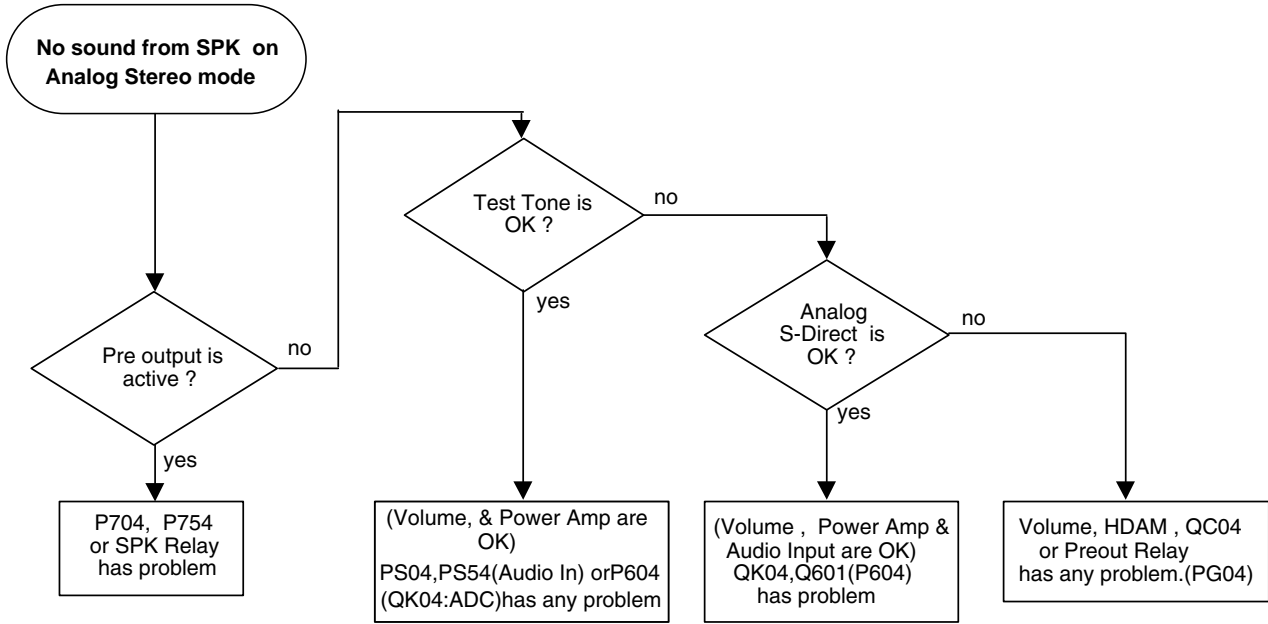 No sound from SPK on
Analog Stereo mode
Pre output is
active ?
no
yes
P704, P754
or SPK Relay
has problem
Test Tone is
OK ?
no
yes
(Volume, & Power Amp are
OK)
PS04,PS54(Audio In) orP604
(QK04:ADC)has any problem
Analog
S-Direct is
OK ?
no
yes
(Volume , Power Amp &
Audio Input are OK)
QK04,Q601(P604)
has problem
Volume, HDAM , QC04
or Preout Relay
has any problem.(PG04)